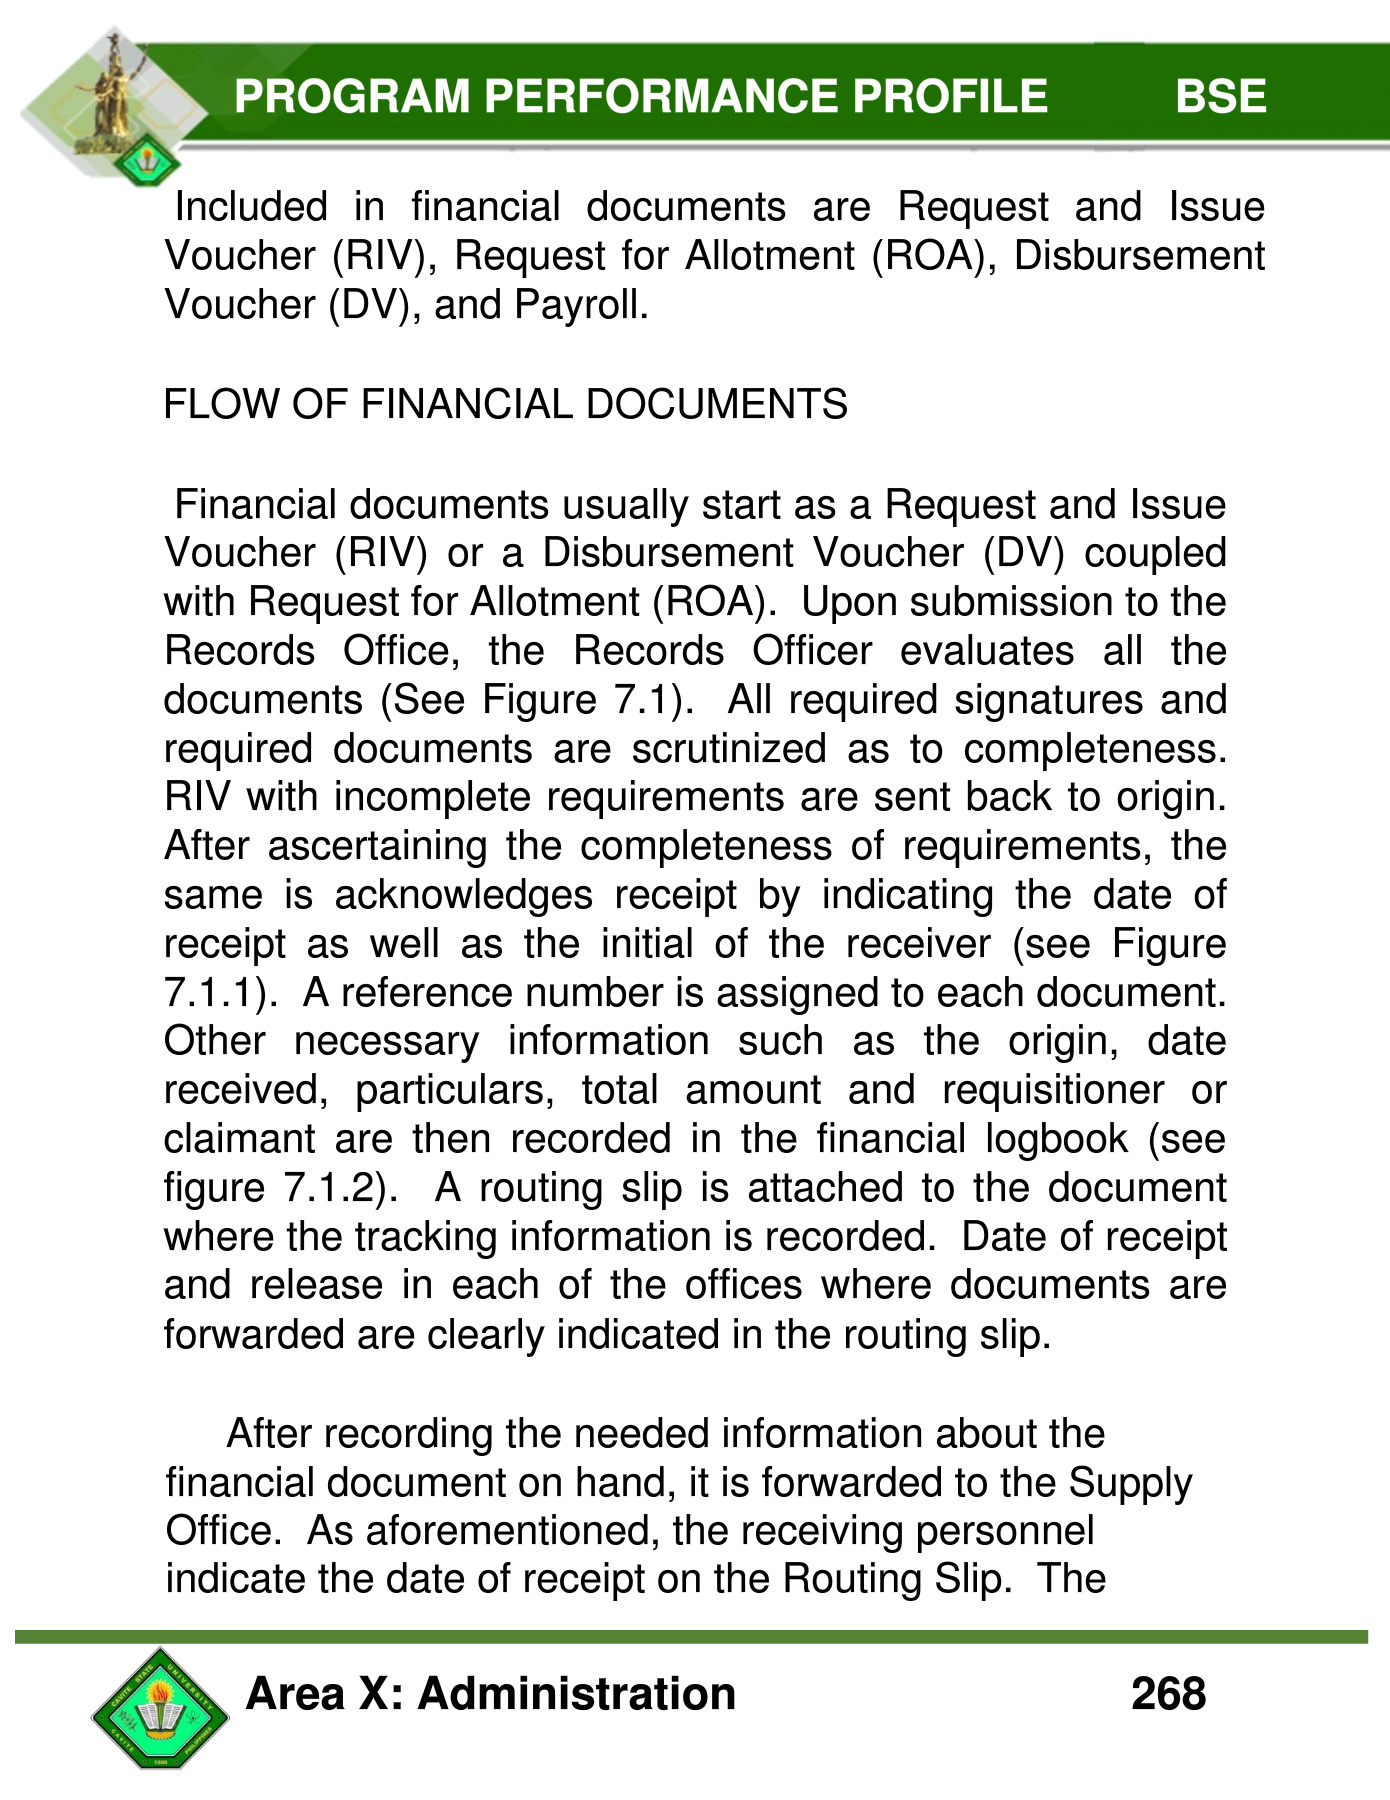 PROGRAM PERFORMANCE PROFILE BSE
Included in financial documents are Request and Issue
Voucher (RIV), Request for Allotment (ROA), Disbursement
Voucher (DV), and Payroll.
FLOW OF FINANCIAL DOCUMENTS
Financial documents usually start as a Request and Issue
Voucher (RIV) or a Disbursement Voucher (DV) coupled
with Request for Allotment (ROA). Upon submission to the
Records Office, the Records Officer evaluates all the
documents (See Figure 7.1). All required signatures and
required documents are scrutinized as to completeness.
RIV with incomplete requirements are sent back to origin.
After ascertaining the completeness of requirements, the
same is acknowledges receipt by indicating the date of
receipt as well as the initial of the receiver (see Figure
7.1.1). A reference number is assigned to each document.
Other necessary information such as the origin, date
received, particulars, total amount and requisitioner or
claimant are then recorded in the financial logbook (see
figure 7.1.2). A routing slip is attached to the document
where the tracking information is recorded. Date of receipt
and release in each of the offices where documents are
forwarded are clearly indicated in the routing slip.
After recording the needed information about the
financial document on hand, it is forwarded to the Supply
Office. As aforementioned, the receiving personnel
indicate the date of receipt on the Routing Slip. The
CAVITE STATE UNIVERSITY
CAVITE PHILIPPINES
1906
Area X: Administration 268